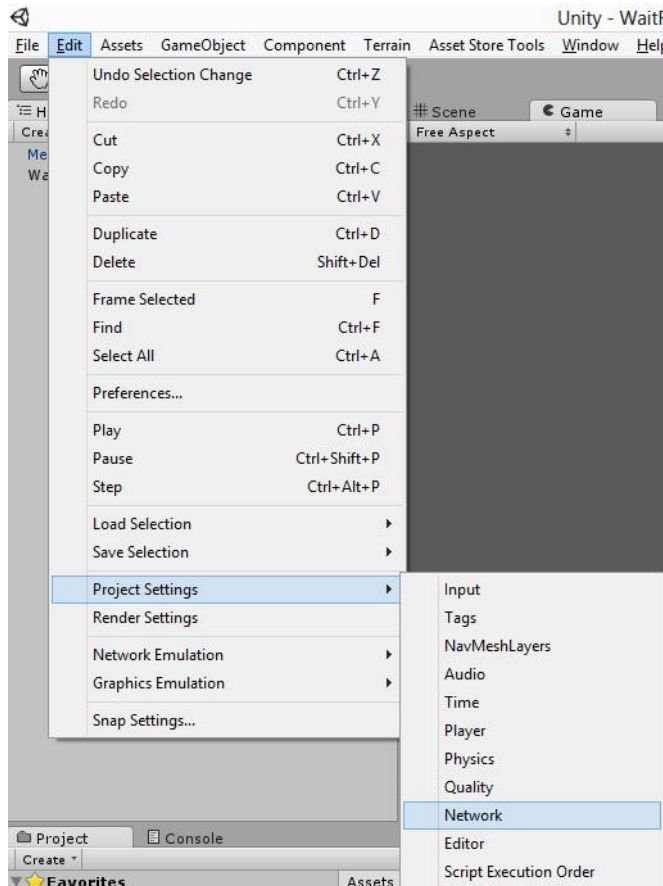 Unity - WaitF
File Edit Assets GameObject Component Terrain Asset Store Tools Window Help
Undo Selection Change Ctrl+Z
Redo Ctrl+Y
Cut Ctrl+X
Copy Ctrl+C
Paste Ctrl+V
Duplicate Ctrl+D
Delete Shift+Del
Frame Selected F
Find Ctrl+F
Select All Ctrl+A
Preferences...
Play Ctrl+P
Pause Ctrl+Shift+P
Step Ctrl+Alt+P
Load Selection
Save Selection
Project Settings
Render Settings
Network Emulation
Graphics Emulation
Snap Settings...
H
Crea
Me
Wa
# Scene
Game
Free Aspect
Input
Tags
NavMeshLayers
Audio
Time
Player
Physics
Quality
Network
Editor
Script Execution Order
Project Console
Create
Favorites Assets